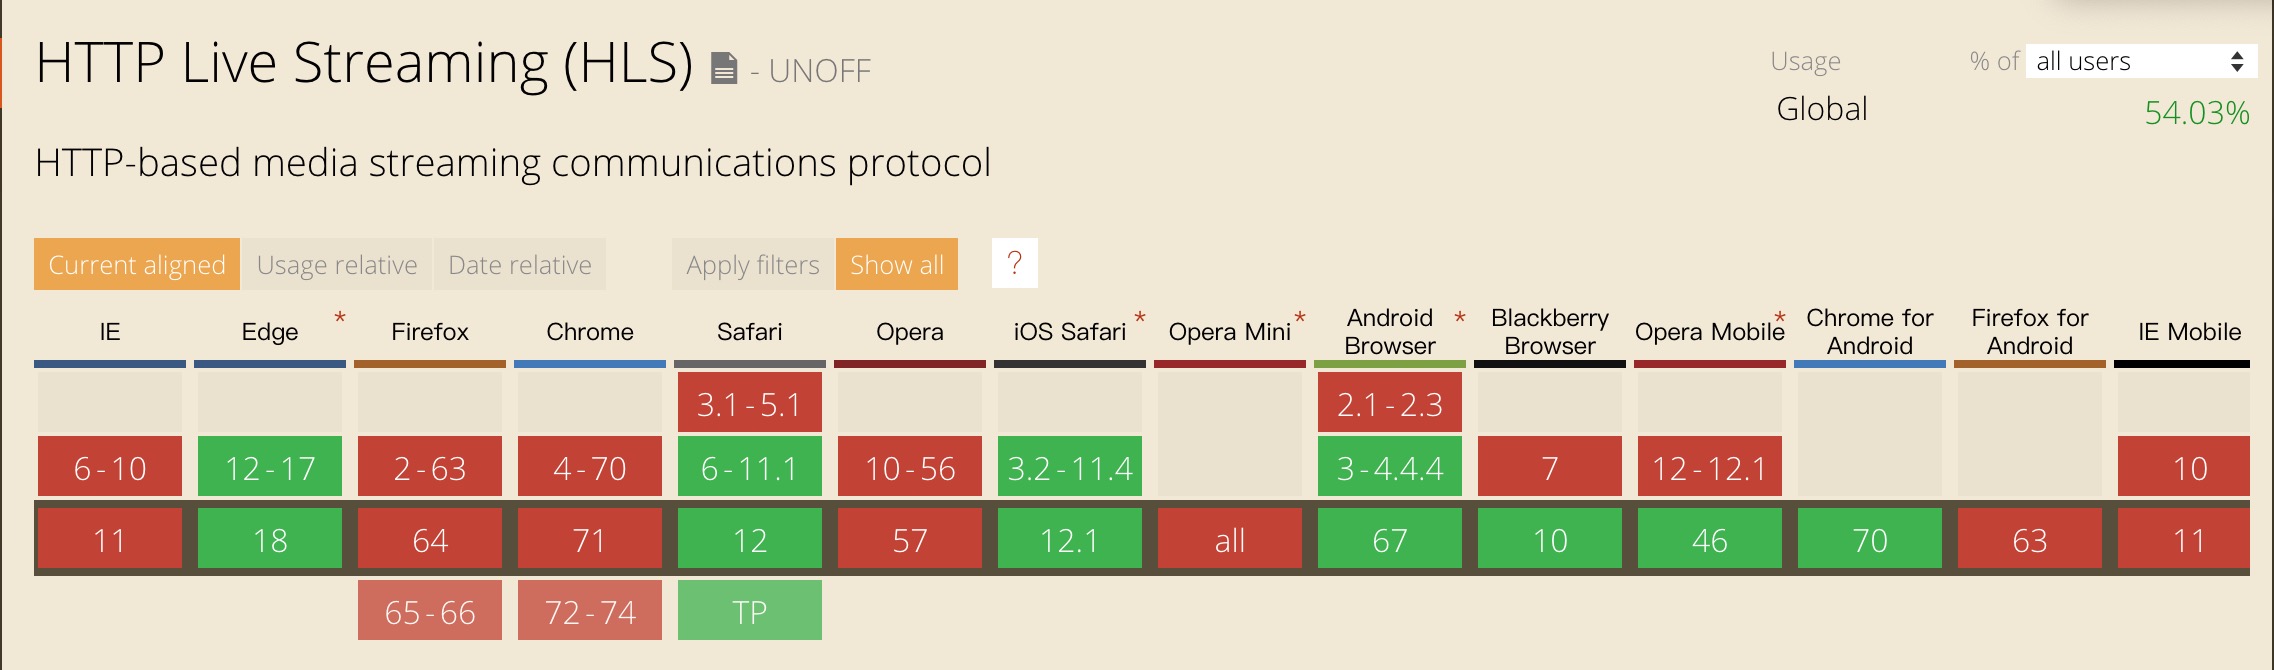 HTTP Live Streaming (HLS) - UNOFF
Usage % of all users
Global 54.03%
HTTP-based media streaming communications protocol
Current aligned Usage relative Date relative Apply filters Show all ?
IE Edge * Firefox Chrome Safari Opera iOS Safari * Opera Mini * Android Browser * Blackberry Browser Opera Mobile * Chrome for Android Firefox for Android IE Mobile
3.1-5.1 2.1-2.3
6-10 12-17 2-63 4-70 6-11.1 10-56 3.2-11.4 3-4.4.4 7 12-12.1 10
11 18 64 71 12 57 12.1 all 67 10 46 70 63 11
65-66 72-74 TP